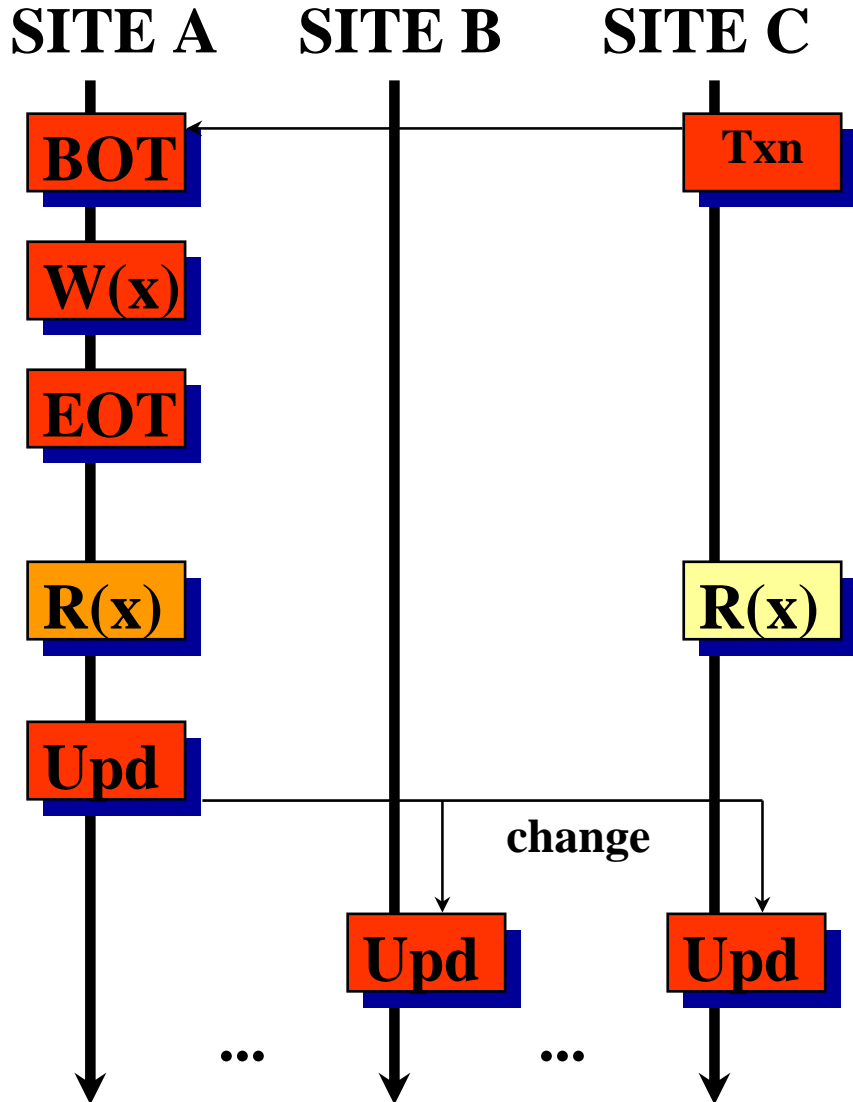 SITE A SITE B SITE C
BOT Txn
W(x)
EOT
R(x) R(x)
Upd
change
Upd Upd
... ...